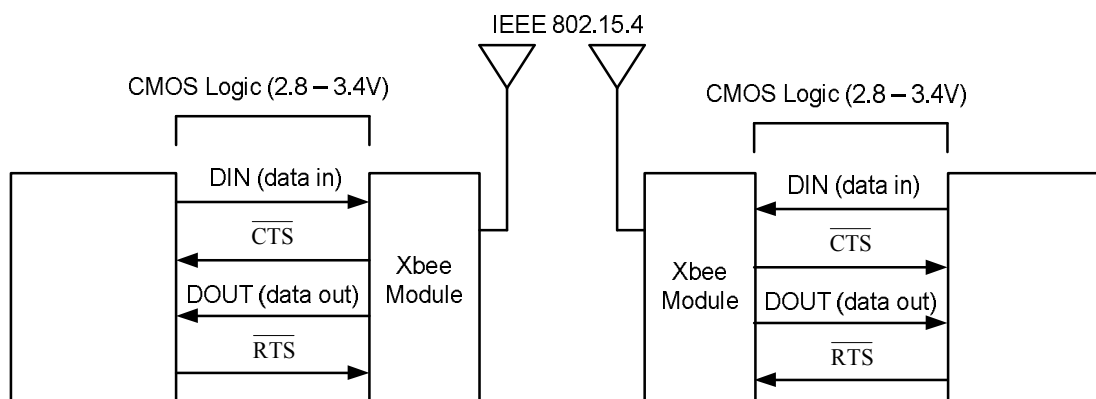 IEEE 802.15.4
CMOS Logic (2.8 – 3.4V)
DIN (data in)
CTS
DOUT (data out)
RTS
Xbee
Module
CMOS Logic (2.8 – 3.4V)
Xbee
Module
DIN (data in)
CTS
DOUT (data out)
RTS